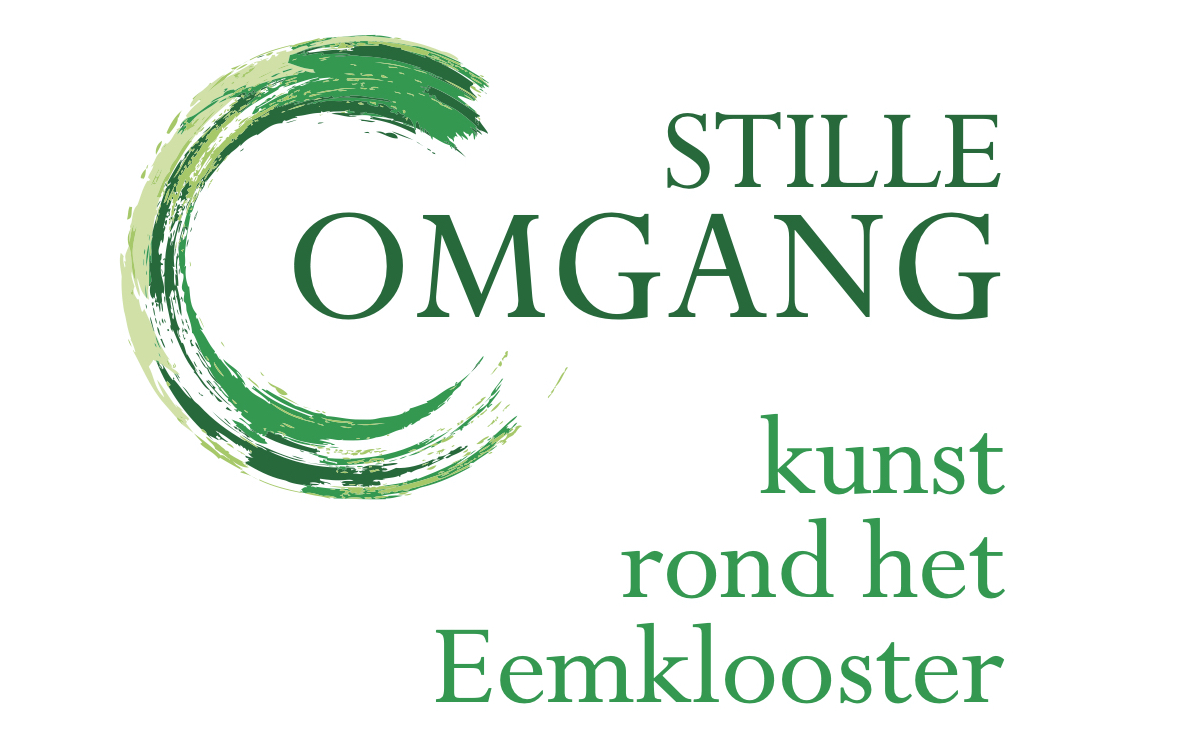 STILLE
OMGANG
kunst
rond het
Eemklooster